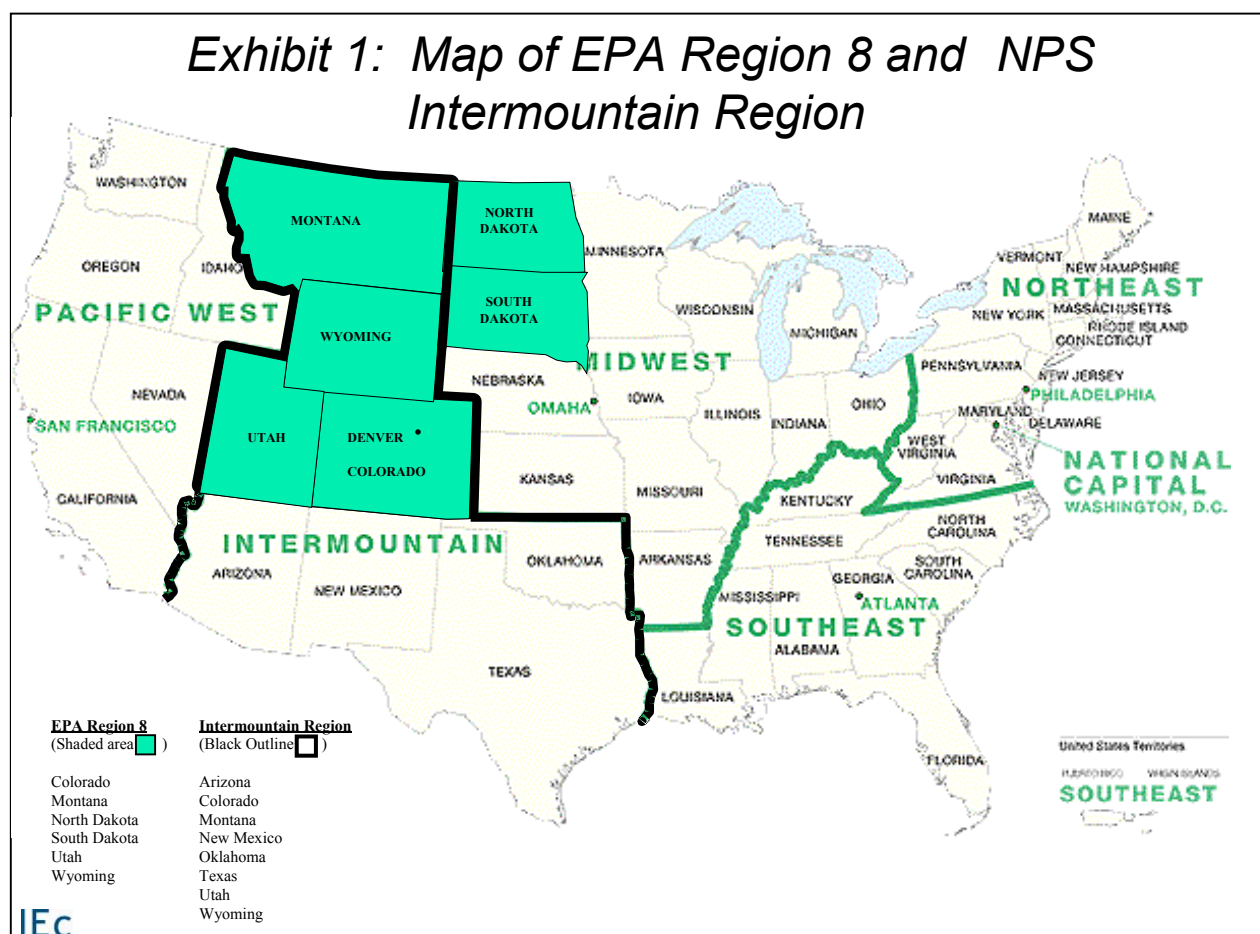 Exhibit 1: Map of EPA Region 8 and NPS
Intermountain Region
WASHINGTON
MONTANA
NORTH
DAKOTA
MINNESOTA
MAINE
OREGON
IDAHO
VERMONT
NEW HAMPSHIRE
NORTHEAST
PACIFIC WEST
SOUTH
DAKOTA
WISCONSIN
MICHIGAN
NEW YORK
MASSACHUSETTS
RHODE ISLAND
CONNECTICUT
WYOMING
MIDWEST
PENNSYLVANIA
NEW JERSEY
NEVADA
NEBRASKA
OMAHA
IOWA
ILLINOIS
INDIANA
OHIO
PHILADELPHIA
MARYLAND
DELAWARE
SAN FRANCISCO
UTAH
DENVER
COLORADO
WEST
VIRGINIA
NATIONAL
CAPITAL
WASHINGTON, D.C.
CALIFORNIA
KANSAS
MISSOURI
KENTUCKY
VIRGINIA
INTERMOUNTAIN
TENNESSEE
NORTH
CAROLINA
ARIZONA
NEW MEXICO
OKLAHOMA
ARKANSAS
SOUTH
CAROLINA
GEORGIA
MISSISSIPPI
ATLANTA
SOUTHEAST
ALABAMA
TEXAS
LOUISIANA
FLORIDA
EPA Region 8
(Shaded area )
Colorado
Montana
North Dakota
South Dakota
Utah
Wyoming
Intermountain Region
(Black Outline )
Arizona
Colorado
Montana
New Mexico
Oklahoma
Texas
Utah
Wyoming
United States Territories
PUERTO RICO VIRGIN ISLANDS
SOUTHEAST
IEc